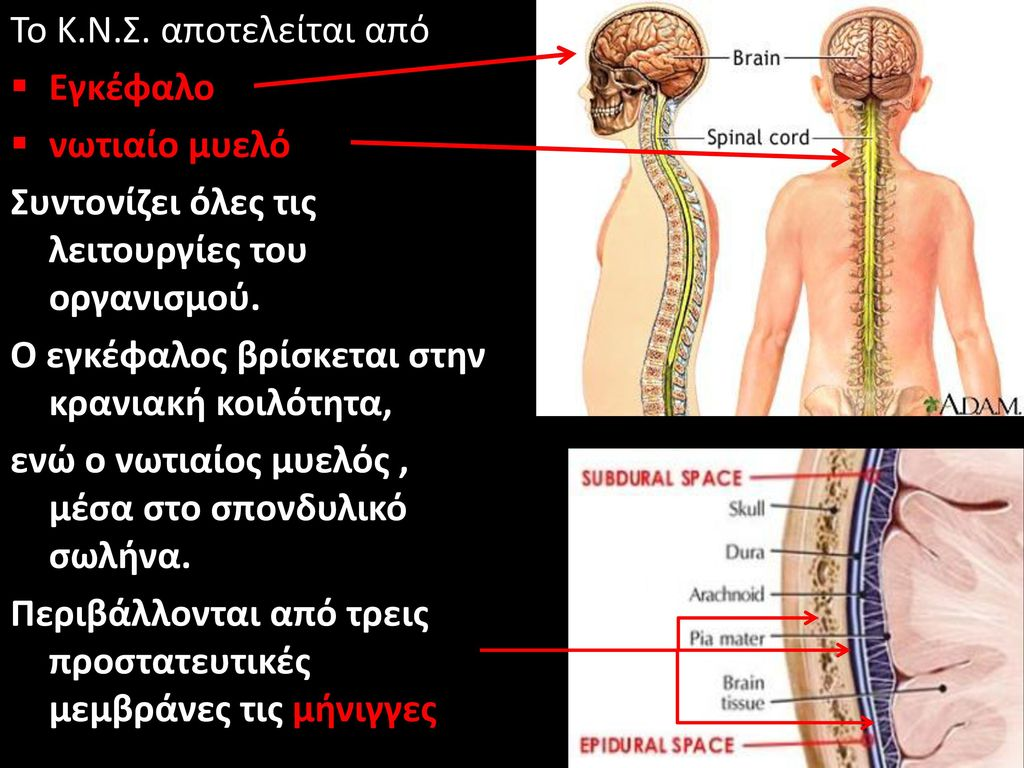 Το Κ.Ν.Σ. αποτελείται από
▪ Εγκέφαλο
▪ νωτιαίο μυελό
Συντονίζει όλες τις
λειτουργίες του
οργανισμού.
Ο εγκέφαλος βρίσκεται στην
κρανιακή κοιλότητα,
ενώ ο νωτιαίος μυελός ,
μέσα στο σπονδυλικό
σωλήνα.
Περιβάλλονται από τρεις
προστατευτικές
μεμβράνες τις μήνιγγες
Brain
Spinal cord
ADAM.
SUBDURAL SPACE
Skull
Dura
Arachnoid
Pia mater
Brain
tissue
EPIDURAL SPACE